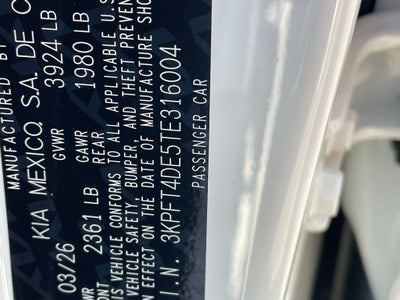 MANUFACTURED BY
KIA MEXICO, S.A. DE C
03/26 GVWR 3924 LB
GAWR
2361 LB REAR 1980 LB
IS VEHICLE CONFORMS TO ALL APPLICABLE U.S
VEHICLE SAFETY, BUMPER, AND THEFT PREVEN
IN EFFECT ON THE DATE OF MANUFACTURE SHO
I.N. 3KPFT4DE5TE316004
PASSENGER CAR